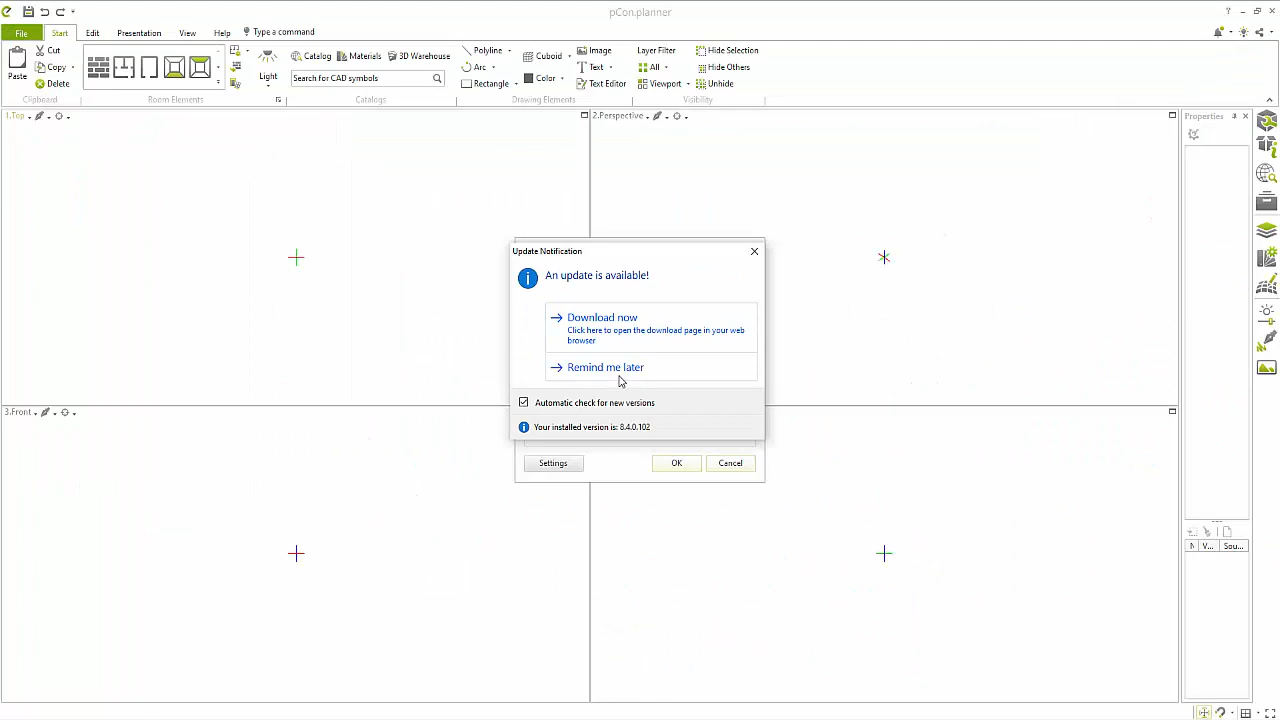 pCon.planner
File Start Edit Presentation View Help Type a command
Paste Cut Copy Delete
Clipboard
Room Elements
Light
Catalog Materials 3D Warehouse
Search for CAD symbols
Catalogs
Polyline Cuboid Image
Arc Text
Rectangle Color Text Editor
Drawing Elements
Layer Filter Hide Selection
All Hide Others
Viewport Unhide
Visibility
1.Top
2.Perspective
Properties
Update Notification
An update is available!
Download now
Click here to open the download page in your web
browser
Remind me later
Automatic check for new versions
Your installed version is: 8.4.0.102
Settings OK Cancel
3.Front
N V... Sou...